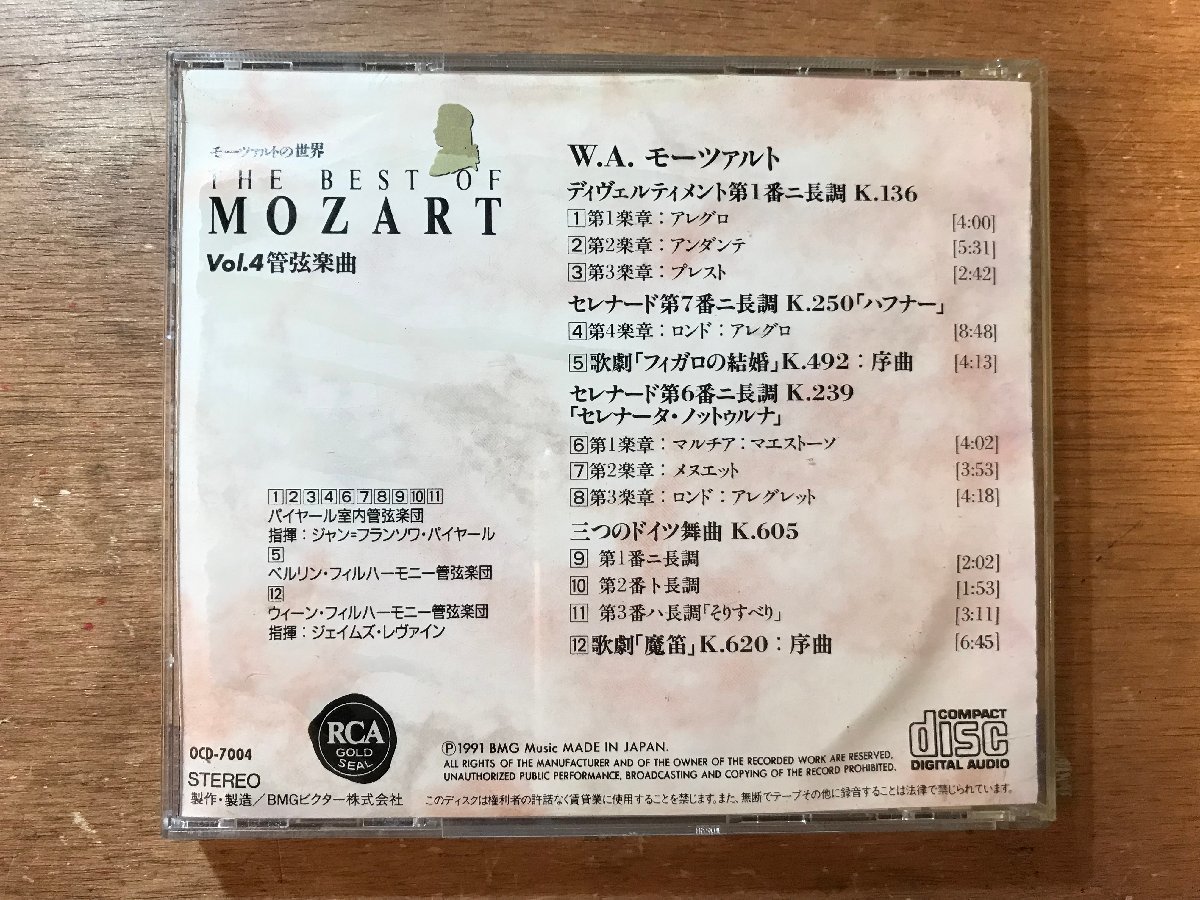 モーツァルトの世界
THE BEST OF
MOZART
Vol.4管弦楽曲
W.A. モーツァルト
ディヴェルティメント第1番ニ長調 K.136
1 第1楽章：アレグロ [4:00]
2 第2楽章：アンダンテ [5:31]
3 第3楽章：プレスト [2:42]
セレナード第7番ニ長調 K.250「ハフナー」
4 第4楽章：ロンド：アレグロ [8:48]
5 歌劇「フィガロの結婚」K.492：序曲 [4:13]
セレナード第6番ニ長調 K.239
「セレナータ・ノットゥルナ」
6 第1楽章：マルチア：マエストーソ [4:02]
7 第2楽章：メヌエット [3:53]
8 第3楽章：ロンド：アレグレット [4:18]
三つのドイツ舞曲 K.605
9 第1番ニ長調 [2:02]
10 第2番ト長調 [1:53]
11 第3番ハ長調「そりすべり」 [3:11]
12 歌劇「魔笛」K.620：序曲 [6:45]
1 2 3 4 6 7 8 9 10 11
パイヤール室内管弦楽団
指揮：ジャン=フランソワ・パイヤール
5
ベルリン・フィルハーモニー管弦楽団
12
ウィーン・フィルハーモニー管弦楽団
指揮：ジェイムズ・レヴァイン
OCD-7004
STEREO
RCA
GOLD
SEAL
Ⓟ1991 BMG Music MADE IN JAPAN.
ALL RIGHTS OF THE MANUFACTURER AND OF THE OWNER OF THE RECORDED WORK ARE RESERVED.
UNAUTHORIZED PUBLIC PERFORMANCE, BROADCASTING AND COPYING OF THE RECORD PROHIBITED.
COMPACT
disc
DIGITAL AUDIO
製作・製造／BMGビクター株式会社
このディスクは権利者の許諾なく賃貸業に使用することを禁じます。また、無断でテープその他に録音することは法律で禁じられています。